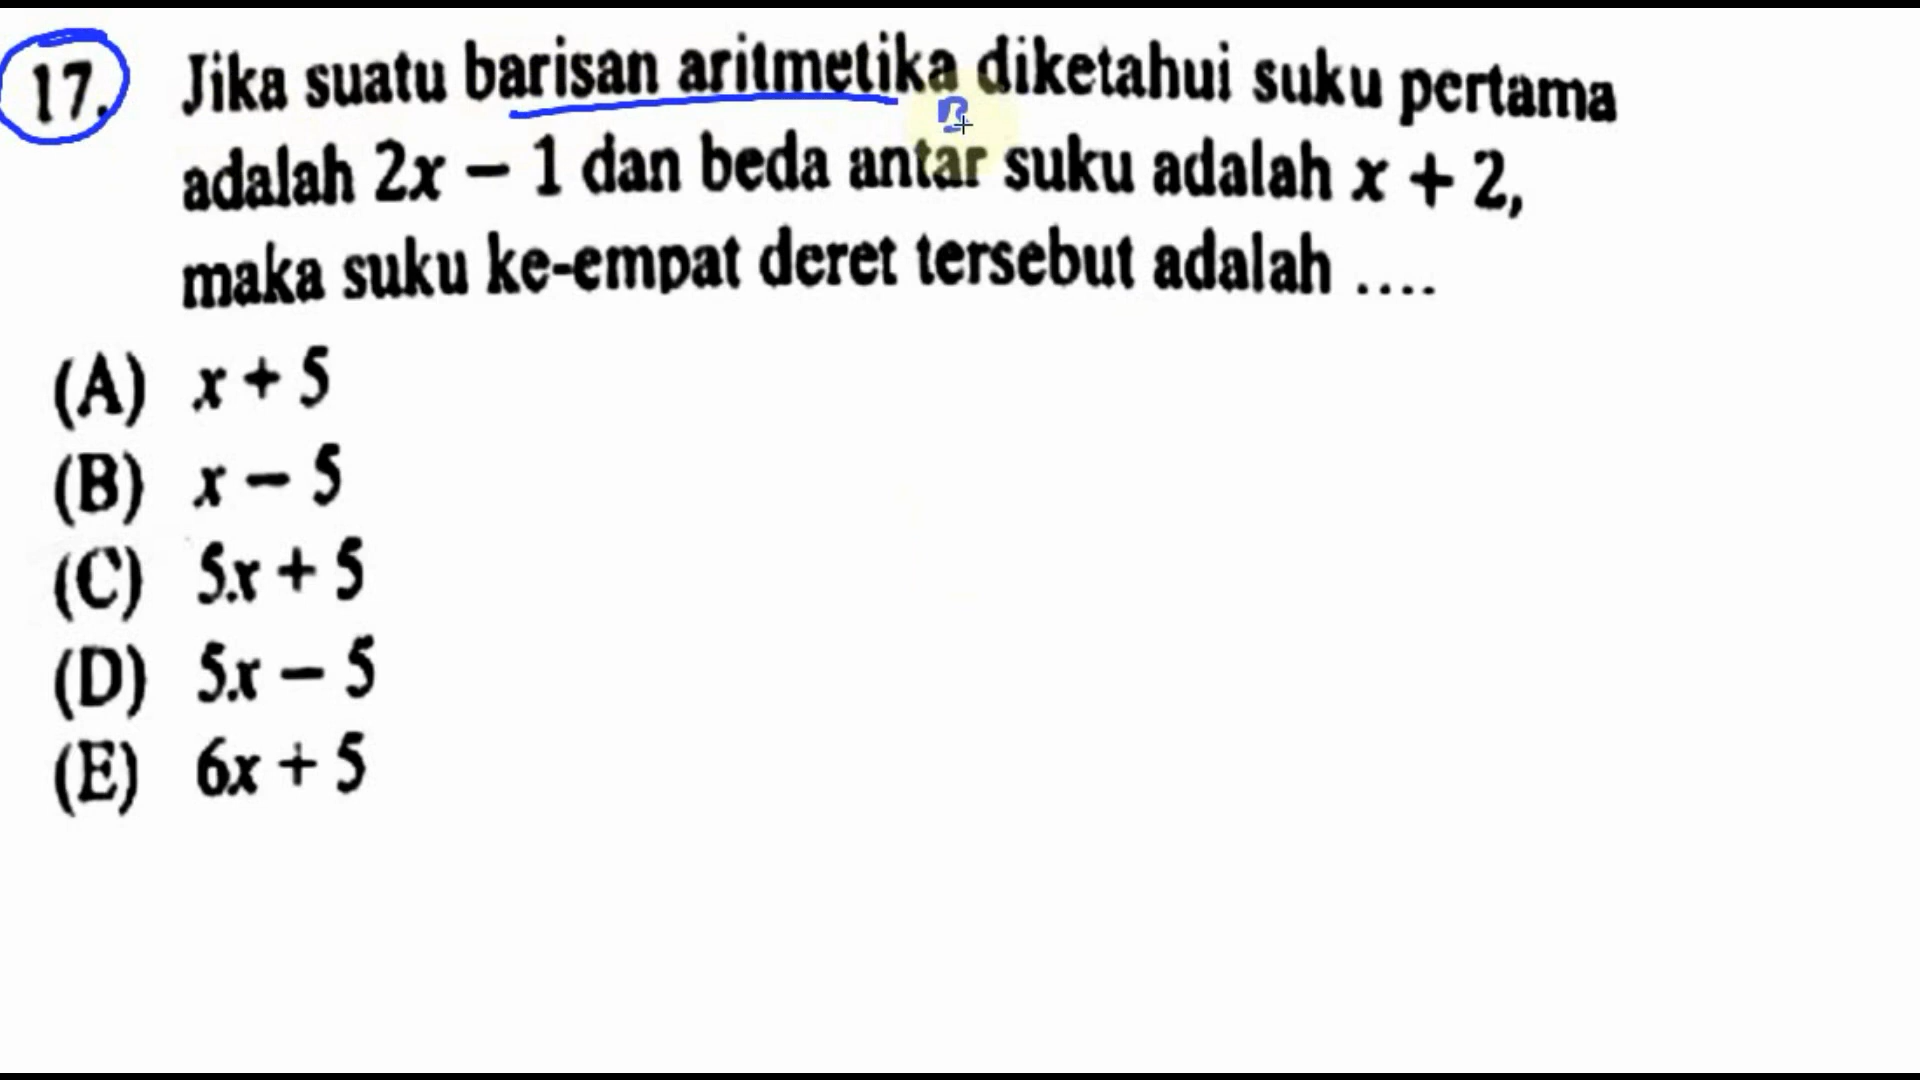 17. Jika suatu barisan aritmetika diketahui suku pertama
adalah 2x − 1 dan beda antar suku adalah x + 2,
maka suku ke-empat deret tersebut adalah ....
(A) x + 5
(B) x − 5
(C) 5x + 5
(D) 5x − 5
(E) 6x + 5